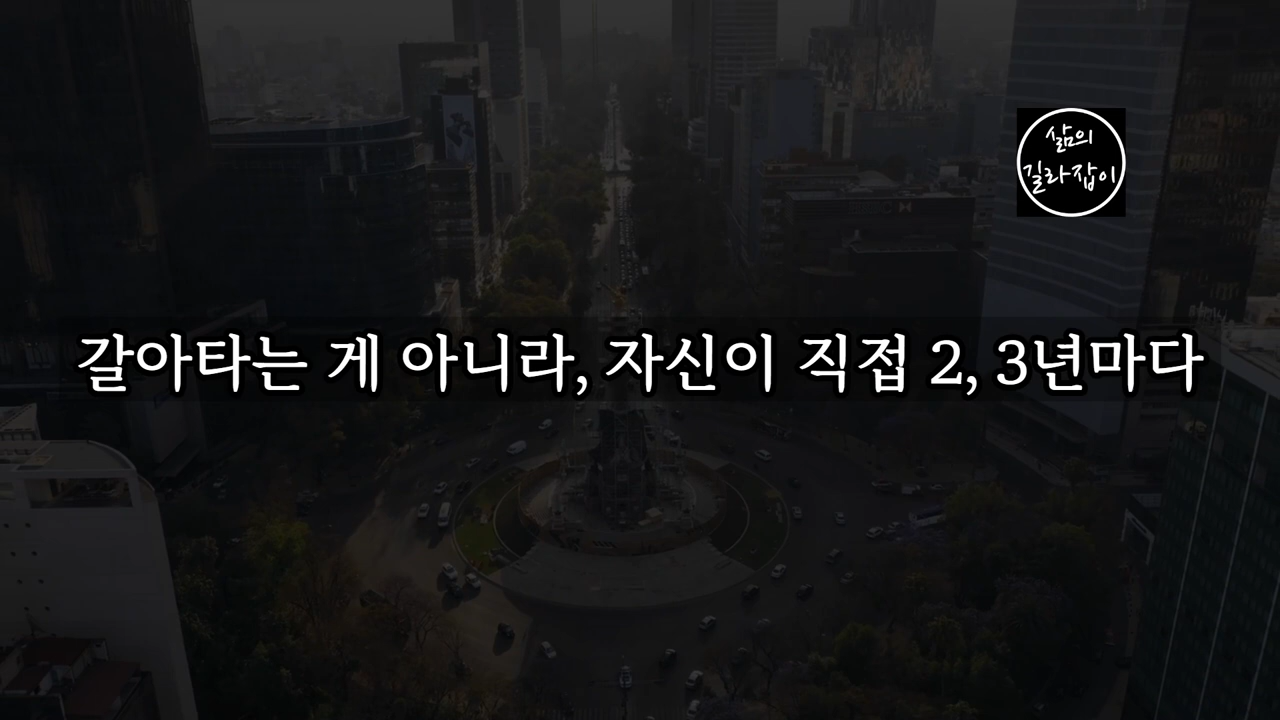 삶의
길라잡이
갈아타는 게 아니라, 자신이 직접 2, 3년마다